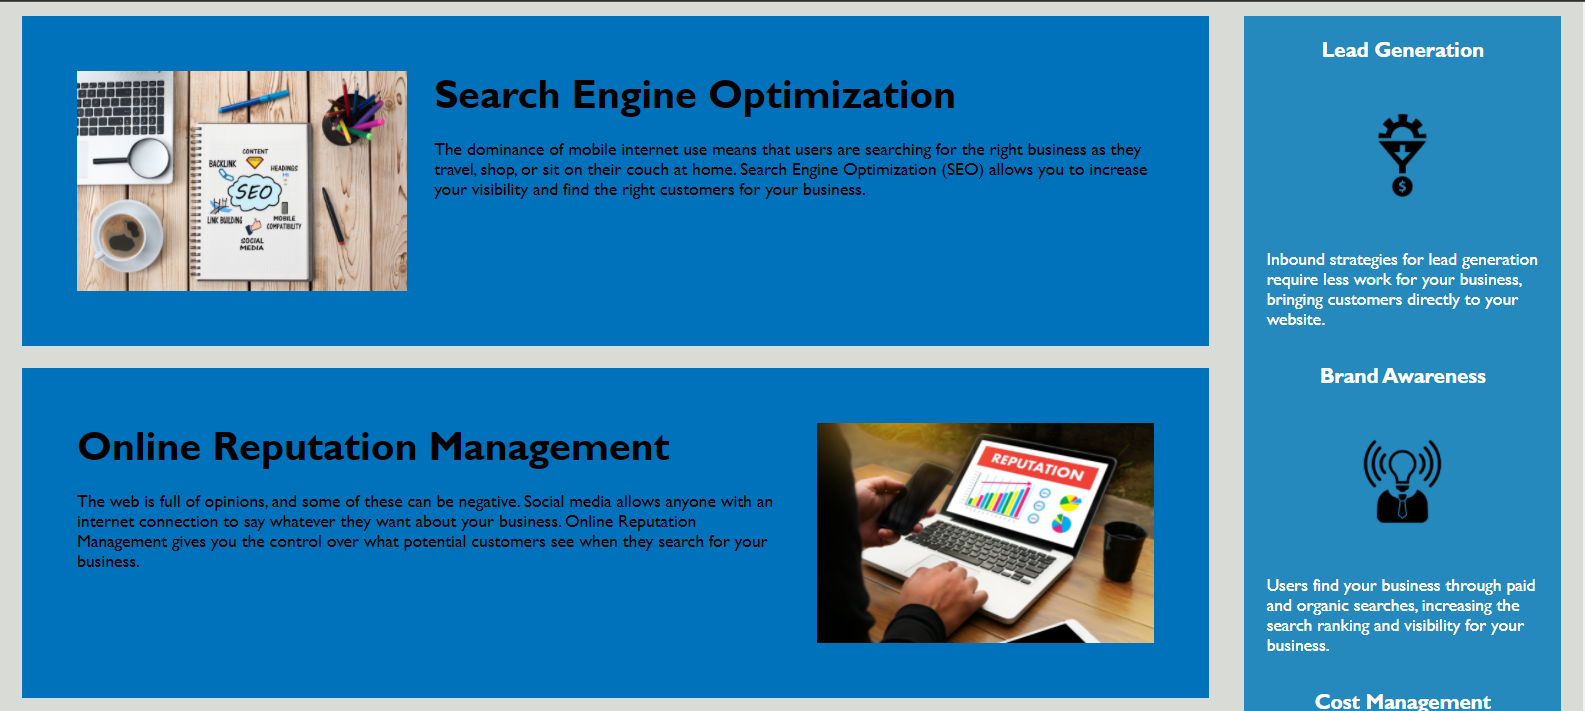 CONTENT
BACKLINK
HEADINGS
SEO
LINK BUILDING
MOBILE
COMPATIBILITY
SOCIAL
MEDIA
Search Engine Optimization
The dominance of mobile internet use means that users are searching for the right business as they
travel, shop, or sit on their couch at home. Search Engine Optimization (SEO) allows you to increase
your visibility and find the right customers for your business.
Online Reputation Management
The web is full of opinions, and some of these can be negative. Social media allows anyone with an
internet connection to say whatever they want about your business. Online Reputation
Management gives you the control over what potential customers see when they search for your
business.
REPUTATION
Lead Generation
$
Inbound strategies for lead generation
require less work for your business,
bringing customers directly to your
website.
Brand Awareness
Users find your business through paid
and organic searches, increasing the
search ranking and visibility for your
business.
Cost Management